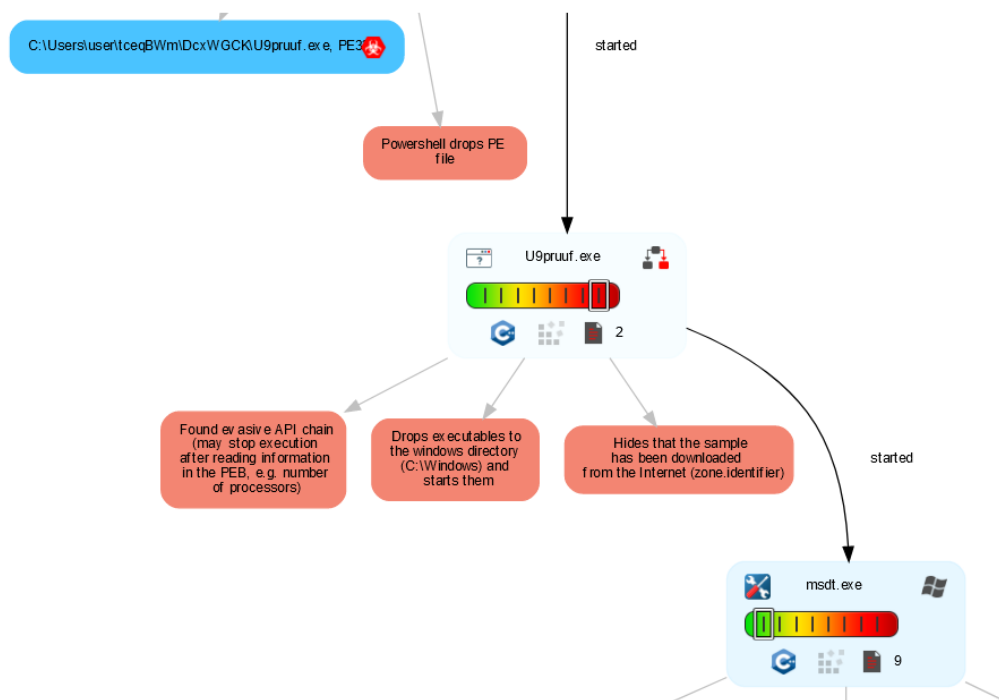 C:\Users\user\tceqBWm\DcxWGCK\U9pruuf.exe, PE3
started
Powershell drops PE
file
U9pruuf.exe
2
Found evasive API chain
(may stop execution
after reading information
in the PEB, e.g. number
of processors)
Drops executables to
the windows directory
(C:\Windows) and
starts them
Hides that the sample
has been downloaded
from the Internet (zone.identifier)
started
msdt.exe
9